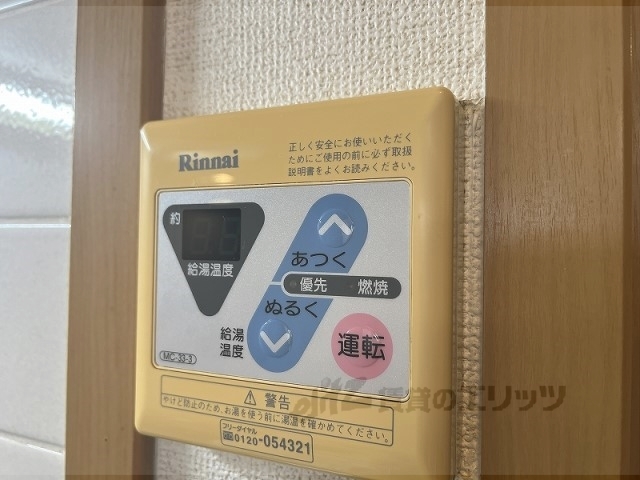 Rinnai
正しく安全にお使いいただく
ためにご使用の前に必ず取扱
説明書をよくお読みください。
約
給湯温度
あつく
優先 燃焼
ぬるく
給湯
温度
運転
MC-33-3
⚠警告
やけど防止のため、お湯を使う前に湯温を確かめてください。
フリーダイヤル
0120-054321
賃貸のエリッツ